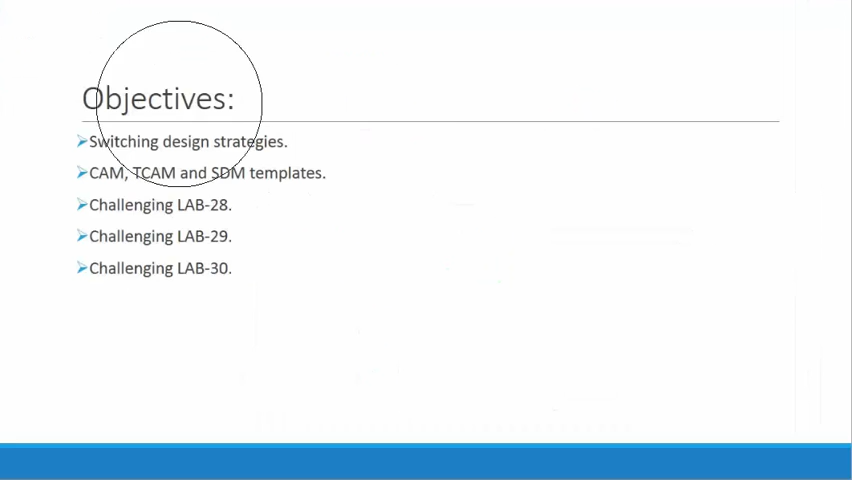 Objectives:
Switching design strategies.
CAM, TCAM and SDM templates.
Challenging LAB-28.
Challenging LAB-29.
Challenging LAB-30.